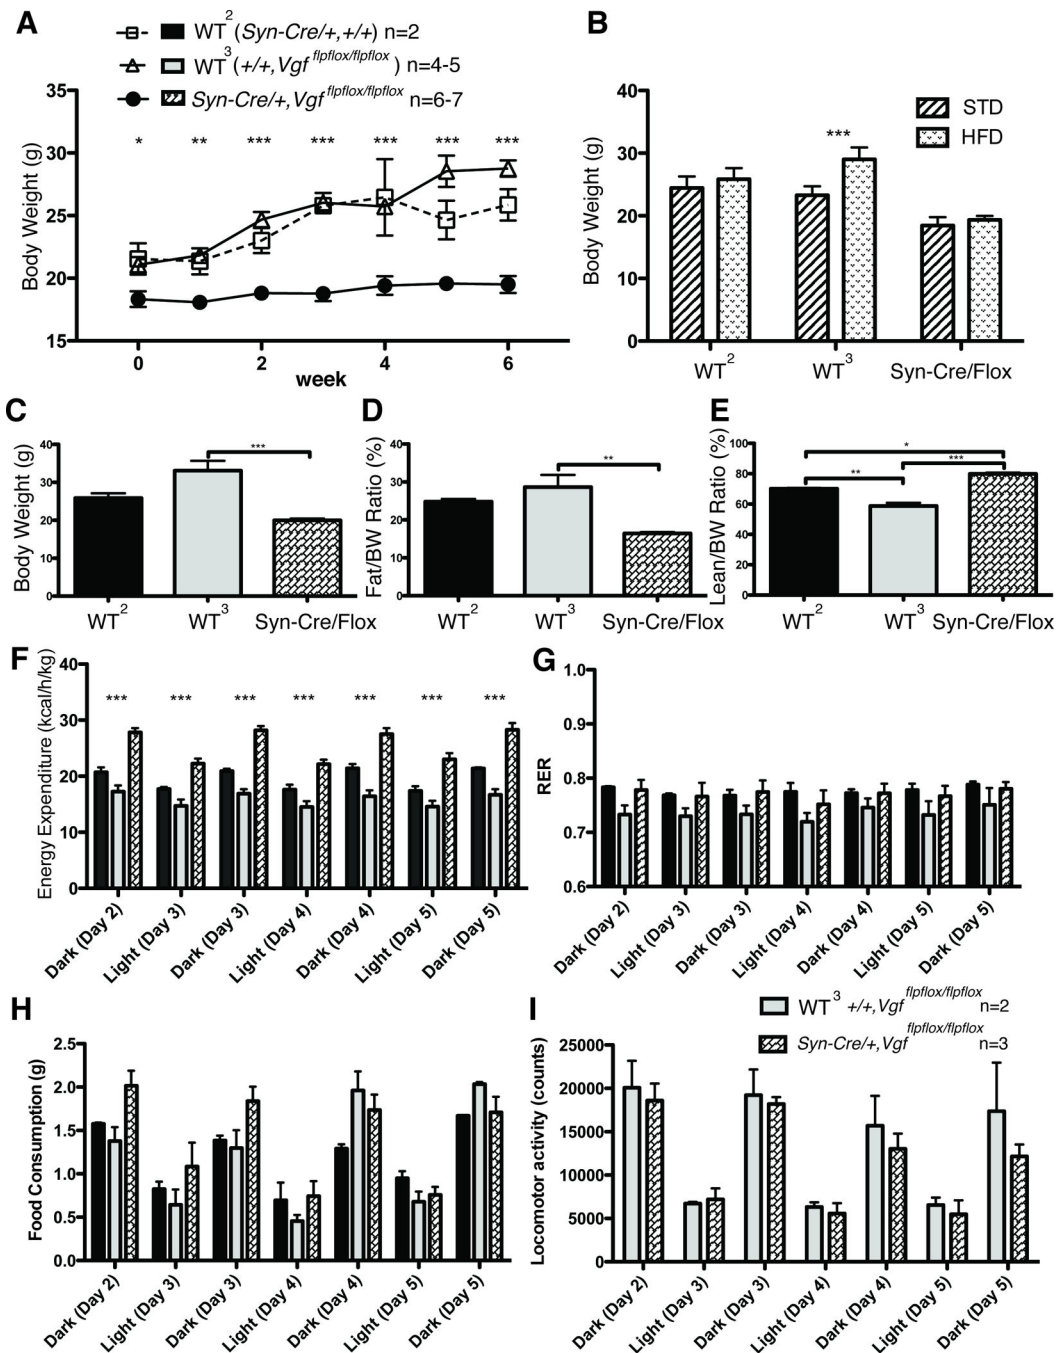 A
WT2 (Syn-Cre/+,+/+) n=2
WT3 (+/+,Vgf flpflox/flpflox ) n=4-5
Syn-Cre/+,Vgf flpflox/flpflox n=6-7
Body Weight (g)
35
30
25
20
15
* ** *** *** *** *** ***
0 2 4 6
week
B
STD
HFD
***
Body Weight (g)
40
30
20
10
0
WT2 WT3 Syn-Cre/Flox
C
Body Weight (g)
40
30
20
10
0
***
WT2 WT3 Syn-Cre/Flox
D
Fat/BW Ratio (%)
40
30
20
10
0
**
WT2 WT3 Syn-Cre/Flox
E
Lean/BW Ratio (%)
100
80
60
40
20
0
*
***
**
WT2 WT3 Syn-Cre/Flox
F
Energy Expenditure (kcal/h/kg)
40
30
20
10
0
*** *** *** *** *** *** ***
Dark (Day 2) Light (Day 3) Dark (Day 3) Light (Day 4) Dark (Day 4) Light (Day 5) Dark (Day 5)
G
RER
1.0
0.9
0.8
0.7
0.6
Dark (Day 2) Light (Day 3) Dark (Day 3) Light (Day 4) Dark (Day 4) Light (Day 5) Dark (Day 5)
H
Food Consumption (g)
2.5
2.0
1.5
1.0
0.5
0.0
Dark (Day 2) Light (Day 3) Dark (Day 3) Light (Day 4) Dark (Day 4) Light (Day 5) Dark (Day 5)
I
WT3 +/+,Vgf flpflox/flpflox n=2
Syn-Cre/+,Vgf flpflox/flpflox n=3
Locomotor activity (counts)
25000
20000
15000
10000
5000
0
Dark (Day 2) Light (Day 3) Dark (Day 3) Light (Day 4) Dark (Day 4) Light (Day 5) Dark (Day 5)